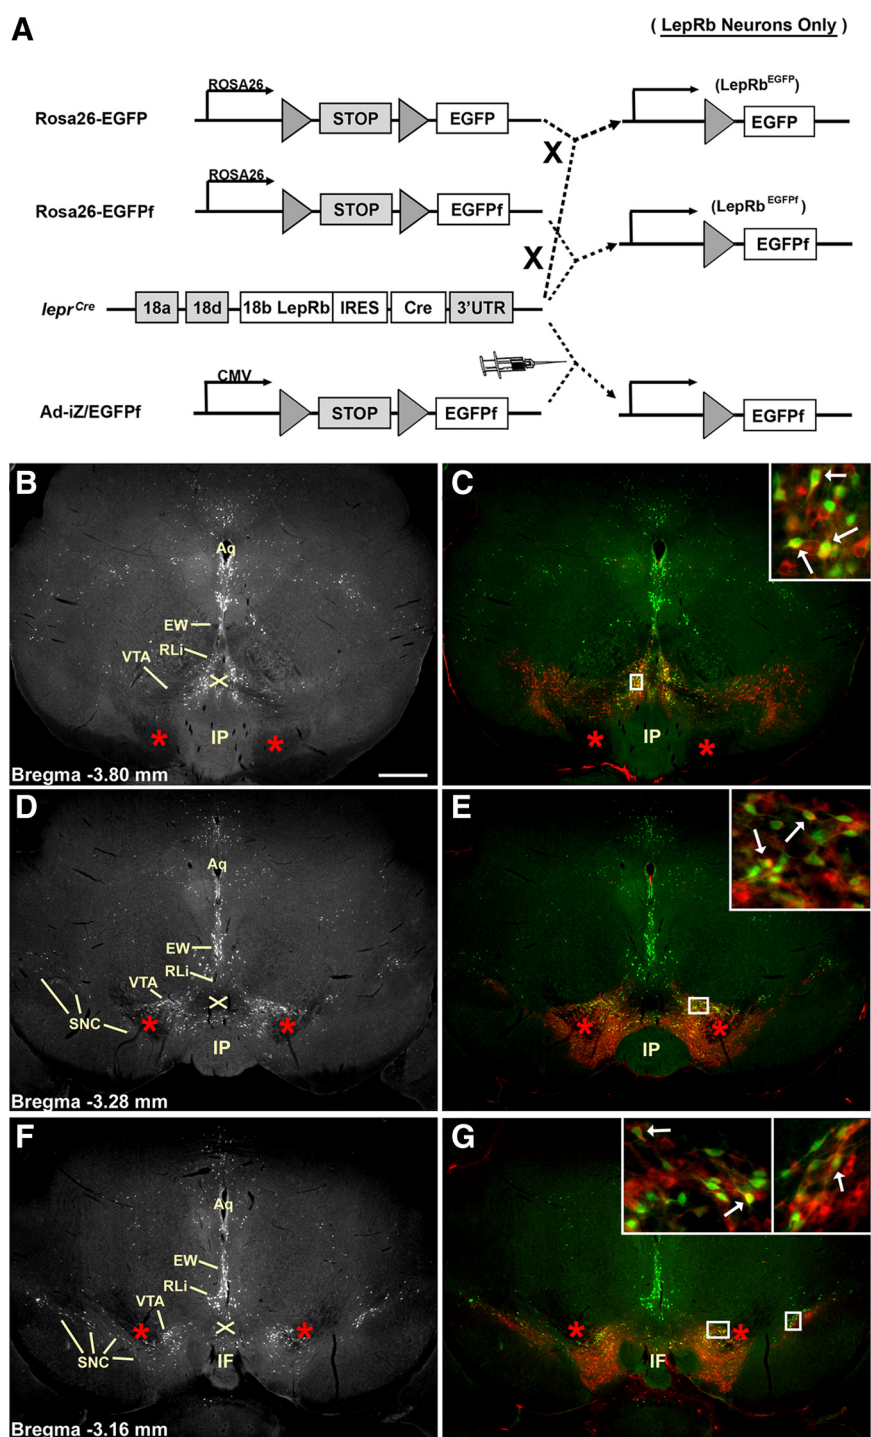 A
( LepRb Neurons Only )
Rosa26-EGFP
ROSA26
STOP
EGFP
X
(LepRb EGFP)
EGFP
Rosa26-EGFPf
ROSA26
STOP
EGFPf
X
(LepRb EGFPf)
EGFPf
lepr Cre
18a
18d
18b LepRb
IRES
Cre
3'UTR
Ad-iZ/EGFPf
CMV
STOP
EGFPf
EGFPf
B
Aq
EW
RLi
VTA
X
*
*
IP
Bregma -3.80 mm
C
IP
*
*
D
Aq
EW
RLi
VTA
X
SNC
*
*
IP
Bregma -3.28 mm
E
*
*
IP
F
Aq
EW
RLi
VTA
X
*
*
SNC
IF
Bregma -3.16 mm
G
*
*
IF